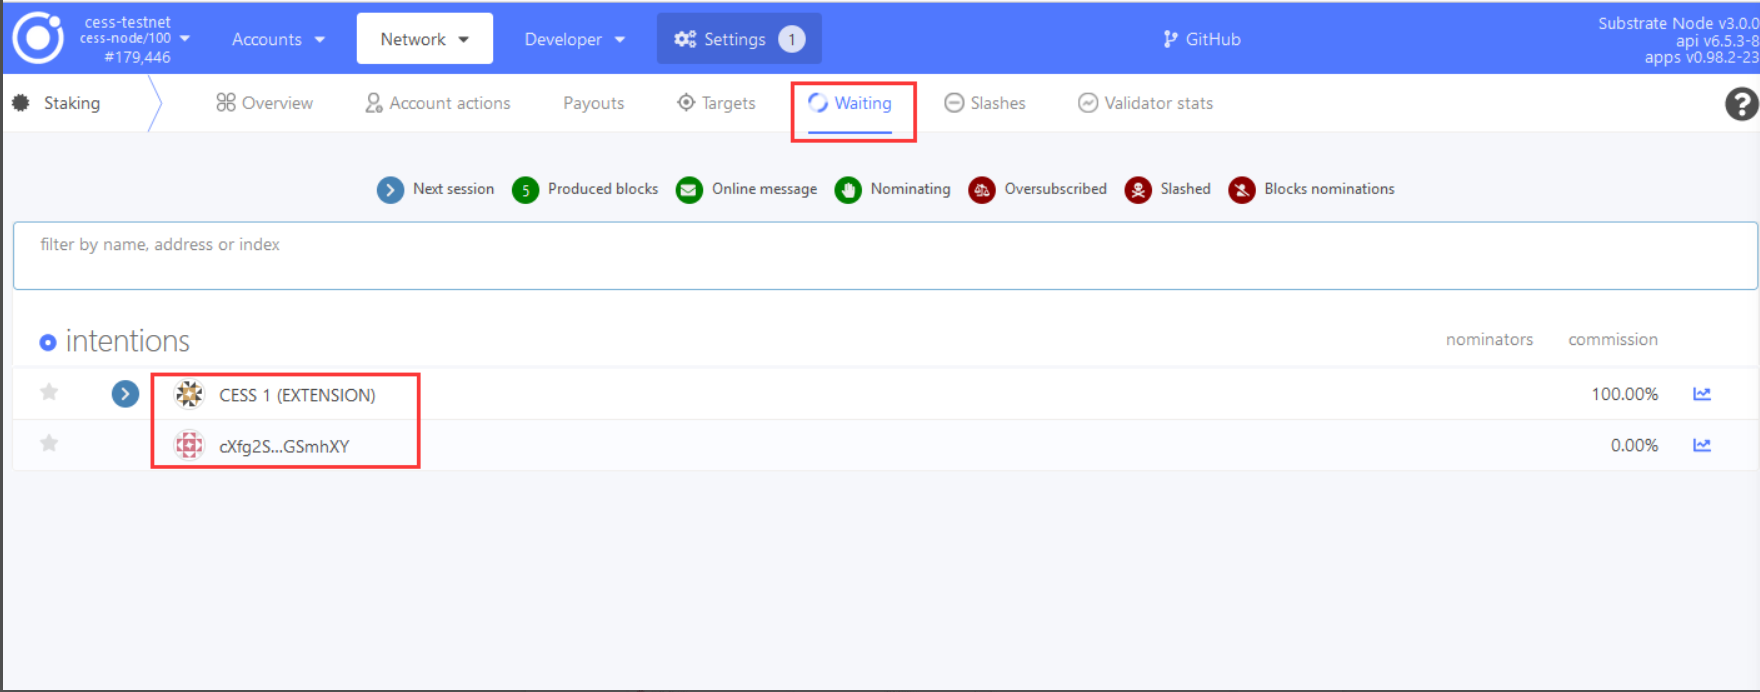 cess-testnet
cess-node/100
#179,446
Accounts
Network
Developer
Settings 1
GitHub
Substrate Node v3.0.0
api v6.5.3-8
apps v0.98.2-23
Staking
Overview
Account actions
Payouts
Targets
Waiting
Slashes
Validator stats
?
Next session
5 Produced blocks
Online message
Nominating
Oversubscribed
Slashed
Blocks nominations
filter by name, address or index
intentions nominators commission
CESS 1 (EXTENSION) 100.00%
cXfg2S...GSmhXY 0.00%